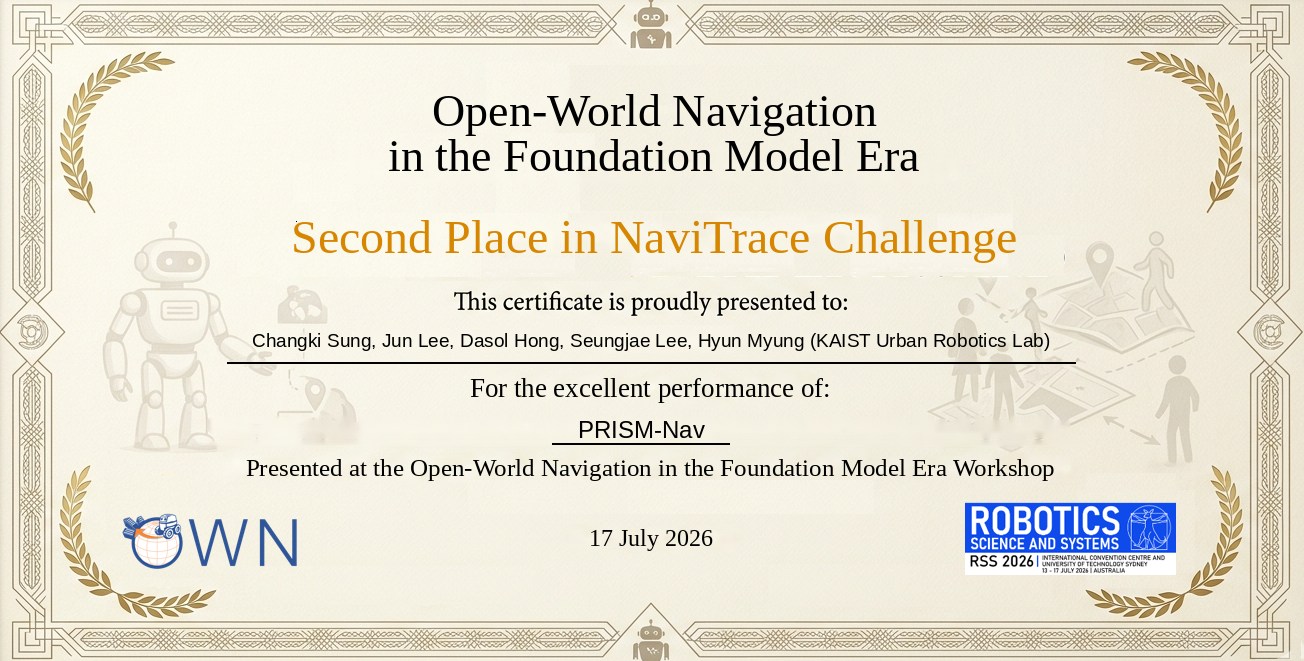 Open-World Navigation
in the Foundation Model Era
Second Place in NaviTrace Challenge
This certificate is proudly presented to:
Changki Sung, Jun Lee, Dasol Hong, Seungjae Lee, Hyun Myung (KAIST Urban Robotics Lab)
For the excellent performance of:
PRISM-Nav
Presented at the Open-World Navigation in the Foundation Model Era Workshop
OWN
17 July 2026
ROBOTICS
SCIENCE AND SYSTEMS
RSS 2026 | INTERNATIONAL CONVENTION CENTRE AND
UNIVERSITY OF TECHNOLOGY SYDNEY
13 - 17 JULY 2026 | AUSTRALIA